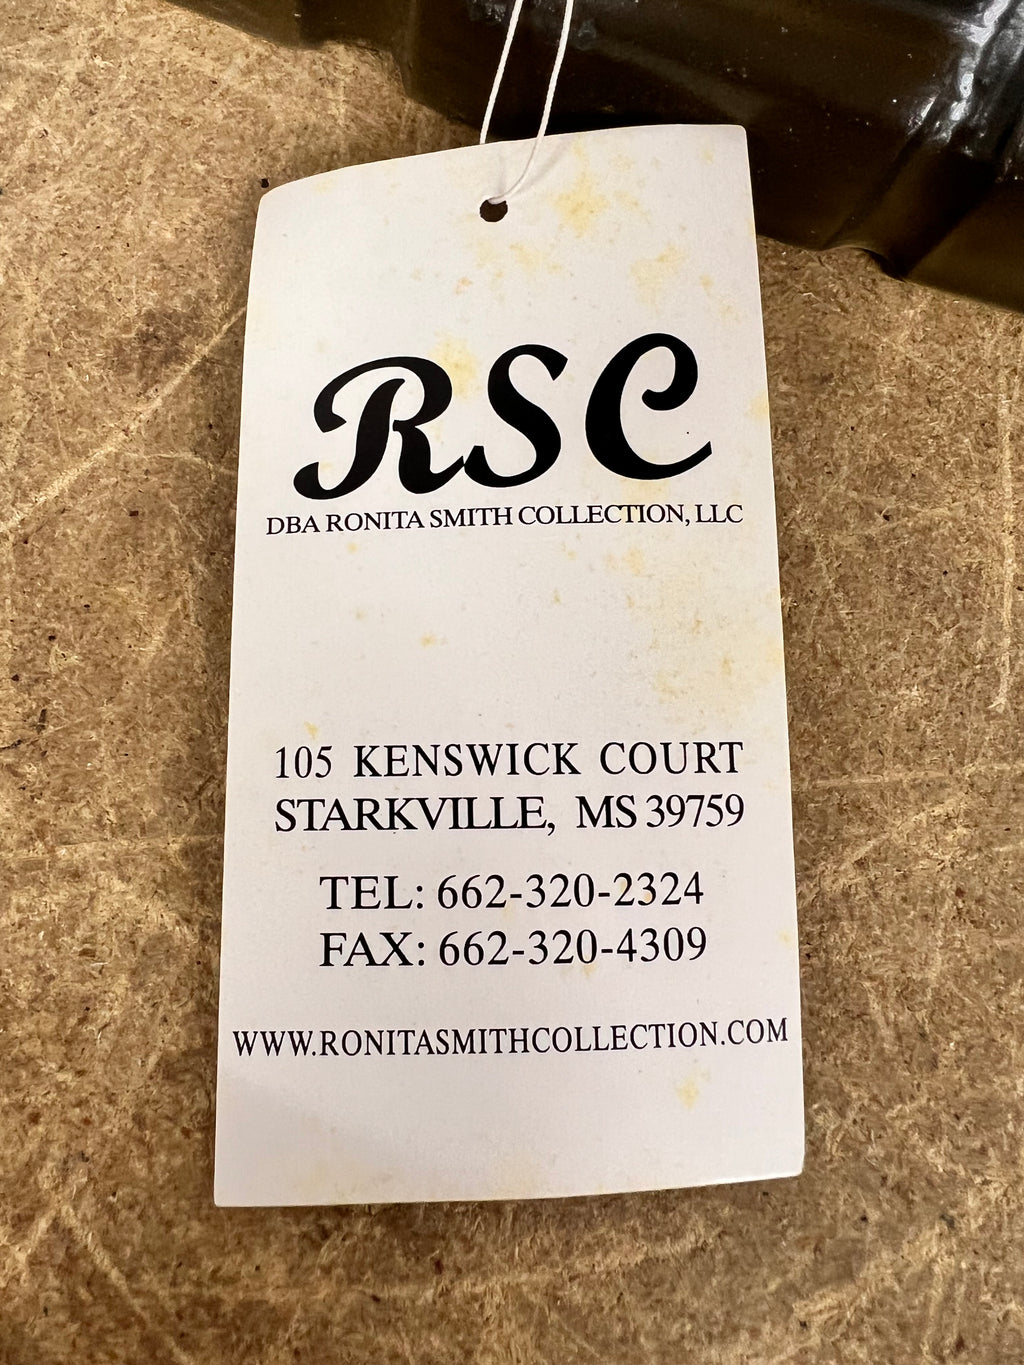 RSC
DBA RONITA SMITH COLLECTION, LLC
105 KENSWICK COURT
STARKVILLE, MS 39759
TEL: 662-320-2324
FAX: 662-320-4309
WWW.RONITASMITHCOLLECTION.COM